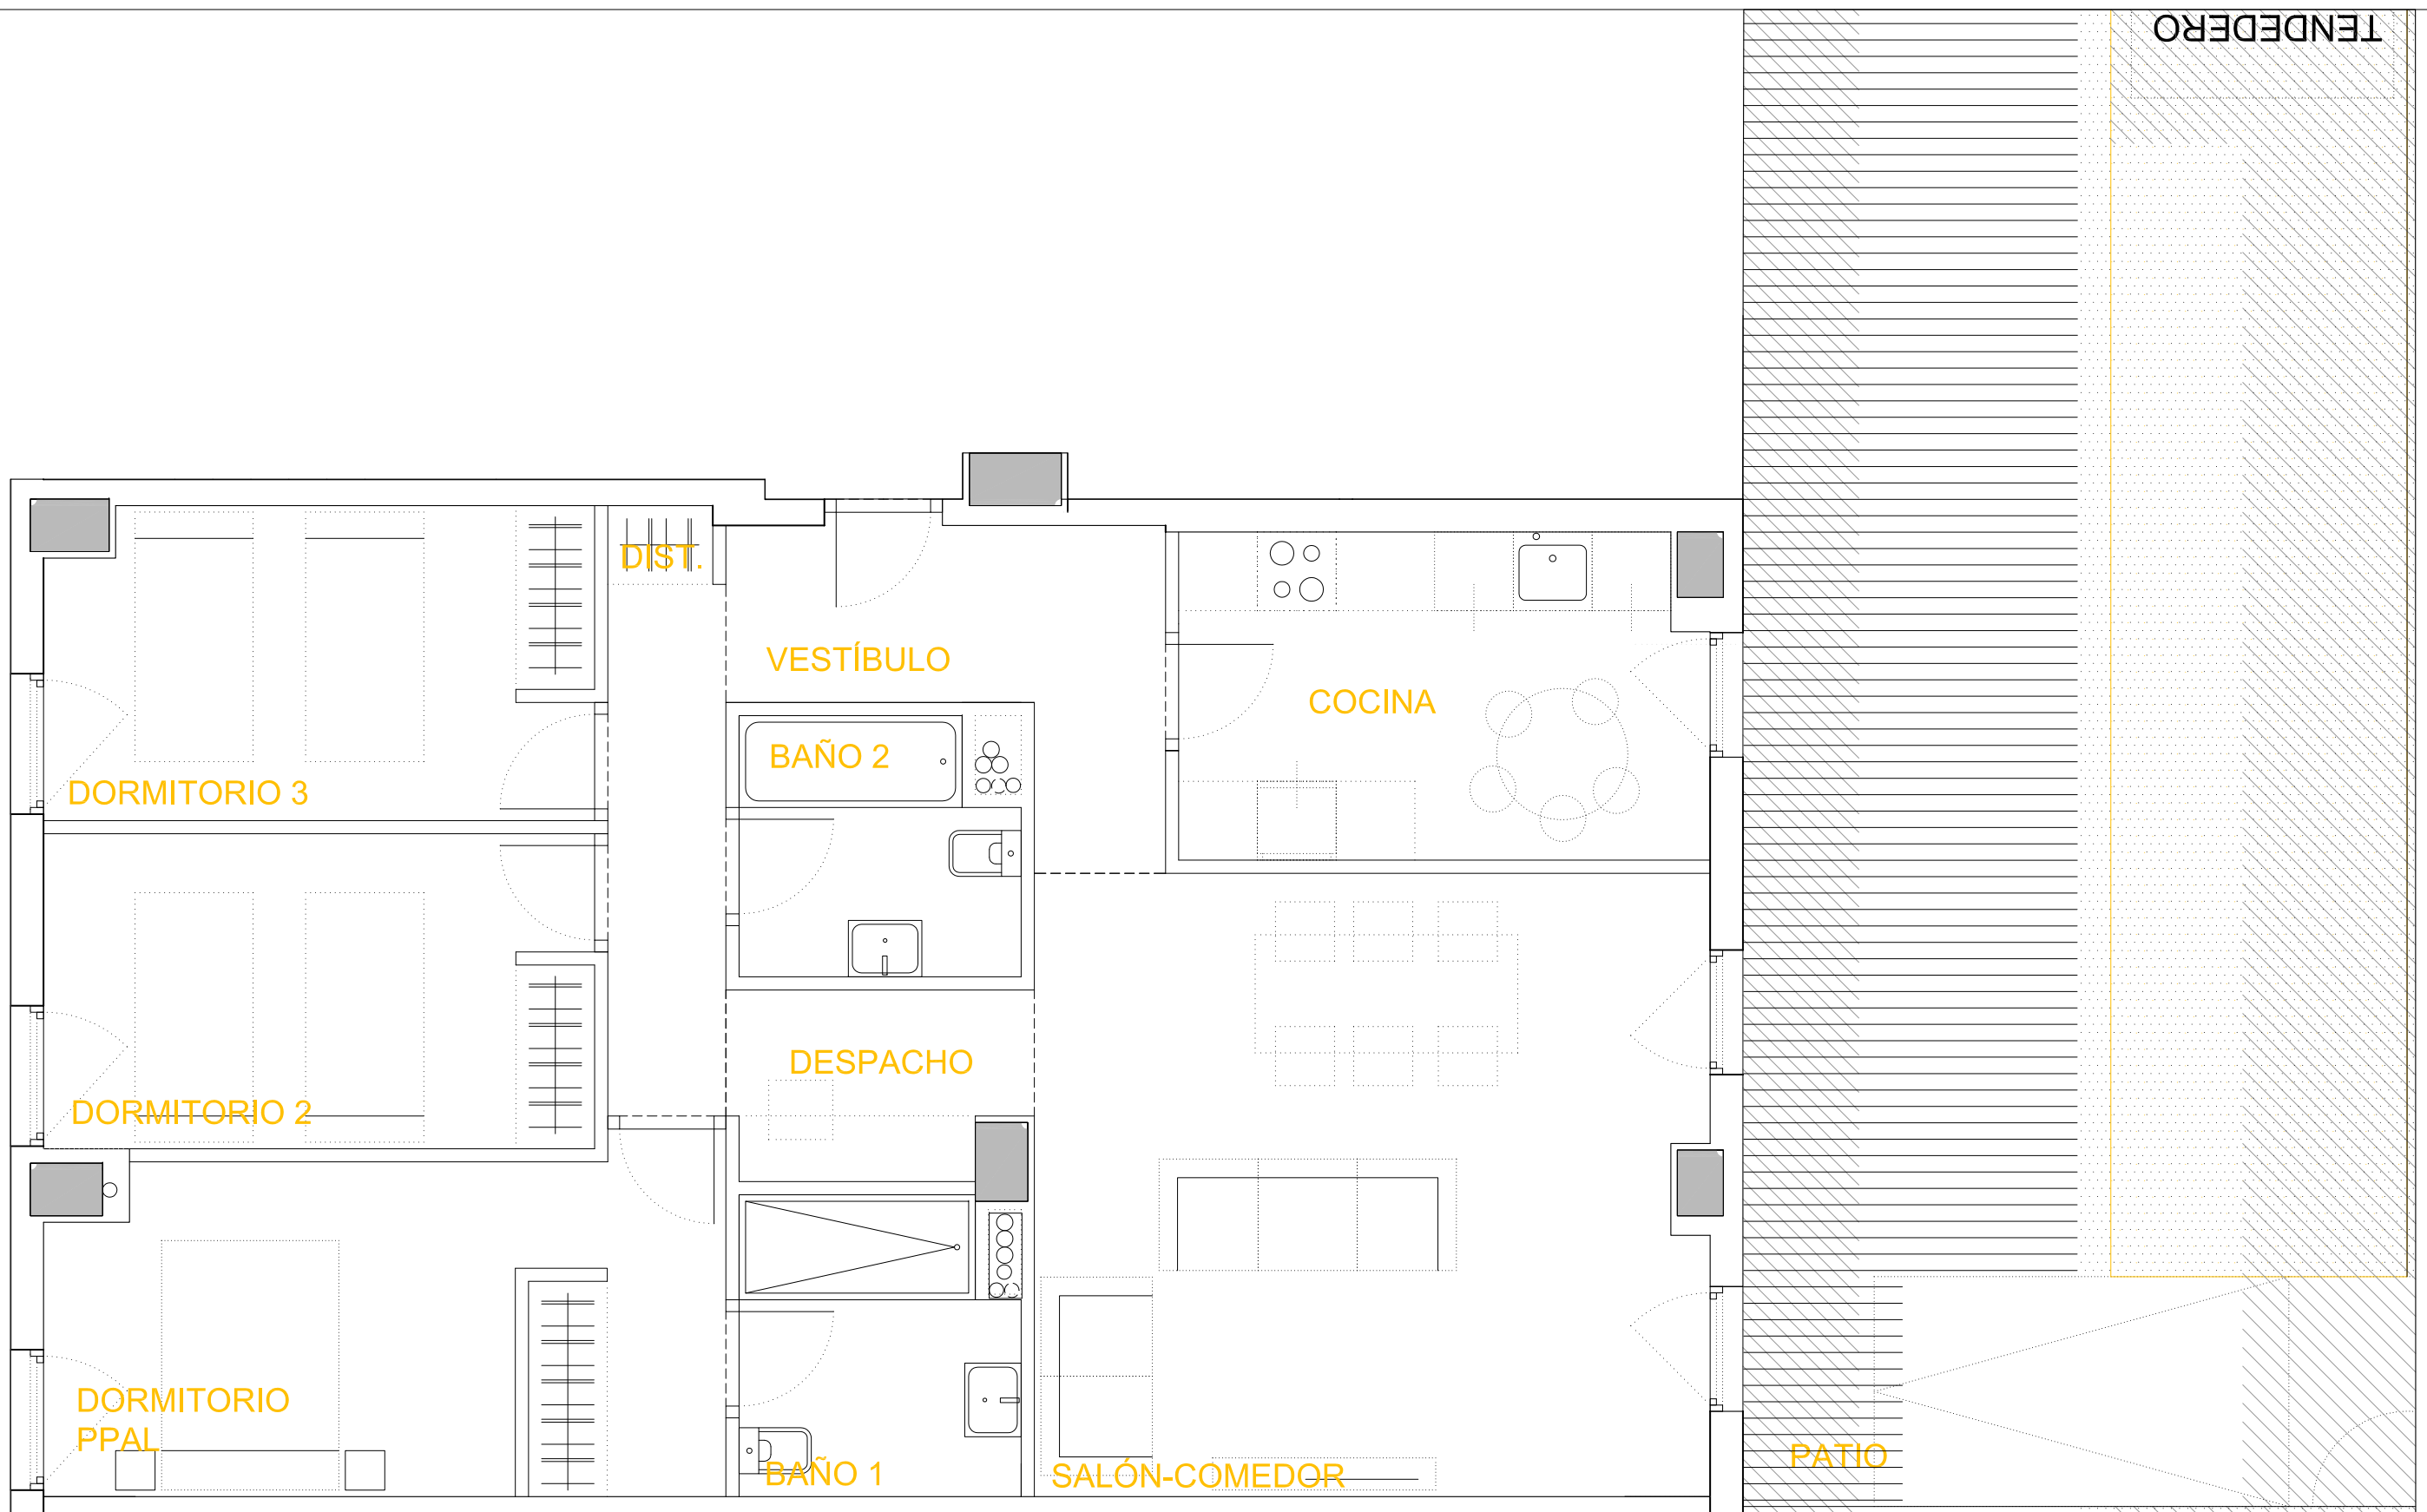 TENDEDERO
DIST.
VESTÍBULO
COCINA
BAÑO 2
DORMITORIO 3
DESPACHO
DORMITORIO 2
DORMITORIO
PPAL
BAÑO 1
SALÓN-COMEDOR
PATIO